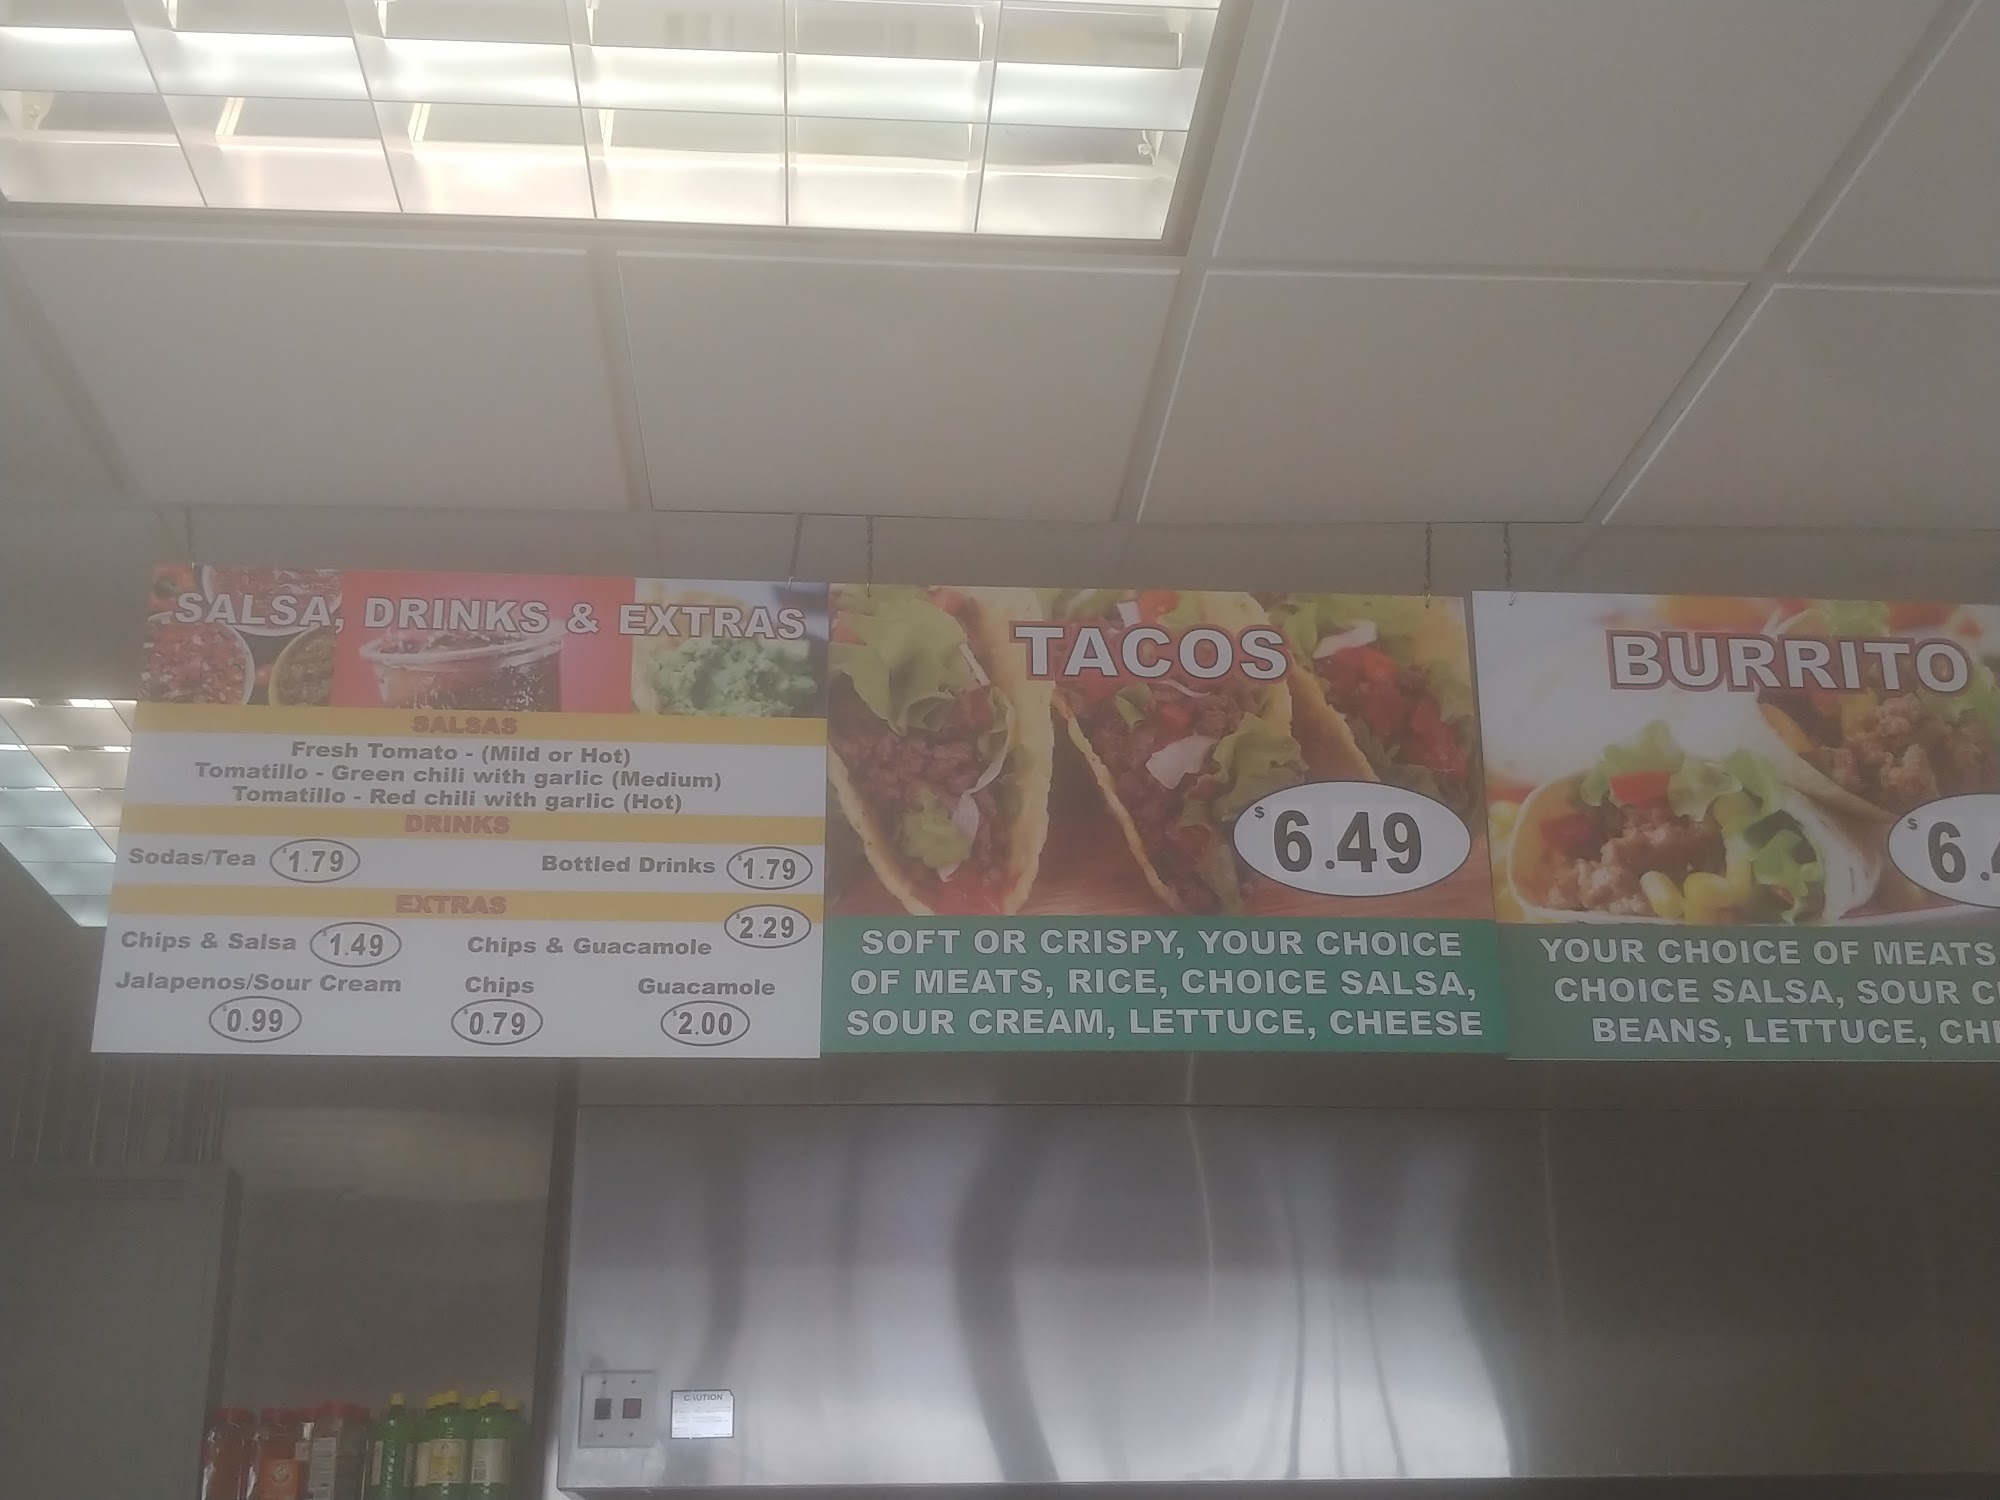 SALSA, DRINKS & EXTRAS
SALSAS
Fresh Tomato - (Mild or Hot)
Tomatillo - Green chili with garlic (Medium)
Tomatillo - Red chili with garlic (Hot)
DRINKS
Sodas/Tea $1.79 Bottled Drinks $1.79
EXTRAS
Chips & Salsa $1.49 Chips & Guacamole $2.29
Jalapenos/Sour Cream Chips Guacamole
$0.99 $0.79 $2.00
TACOS
$6.49
SOFT OR CRISPY, YOUR CHOICE
OF MEATS, RICE, CHOICE SALSA,
SOUR CREAM, LETTUCE, CHEESE
BURRITO
$6.4
YOUR CHOICE OF MEATS
CHOICE SALSA, SOUR C
BEANS, LETTUCE, CHE
CAUTION